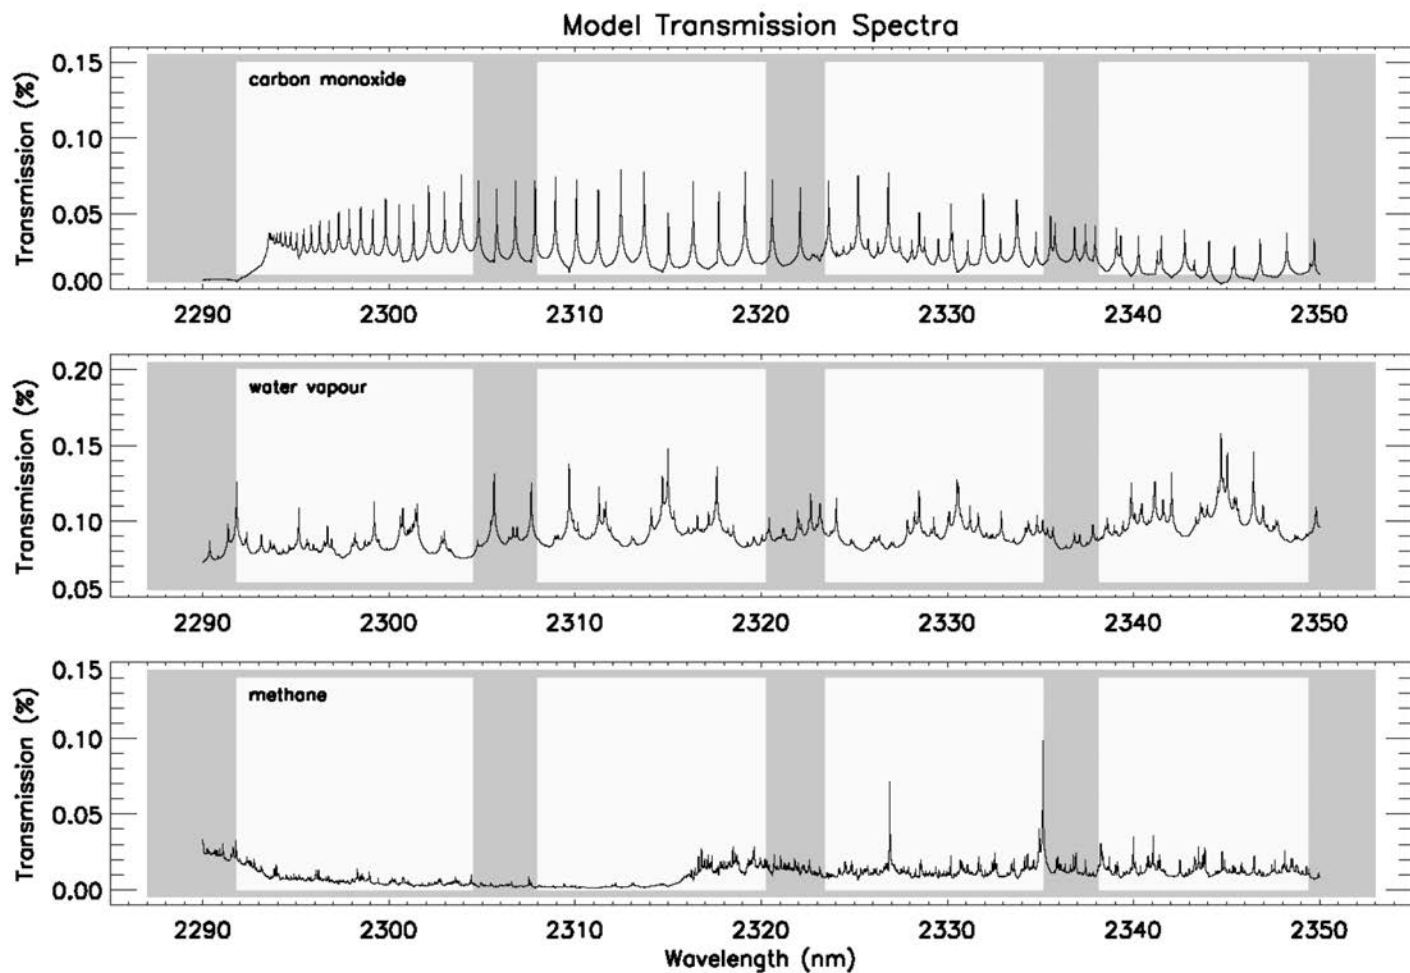 Model Transmission Spectra
Transmission (%)
0.15
0.10
0.05
0.00
carbon monoxide
2290 2300 2310 2320 2330 2340 2350
Transmission (%)
0.20
0.15
0.10
0.05
water vapour
2290 2300 2310 2320 2330 2340 2350
Transmission (%)
0.15
0.10
0.05
0.00
methane
2290 2300 2310 2320 2330 2340 2350
Wavelength (nm)